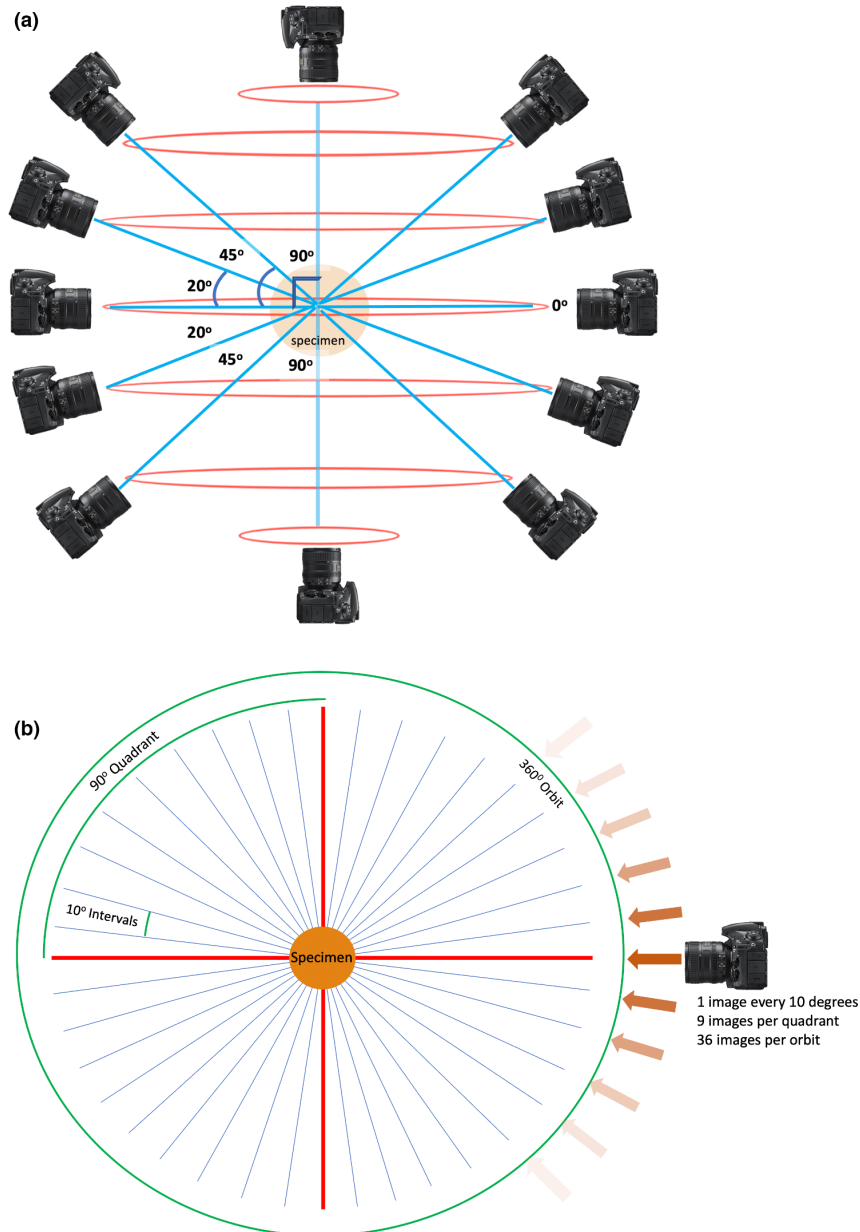 (a)
45º
90º
20º
0º
specimen
20º
45º
90º
(b)
90º Quadrant
360º Orbit
10º Intervals
Specimen
1 image every 10 degrees
9 images per quadrant
36 images per orbit